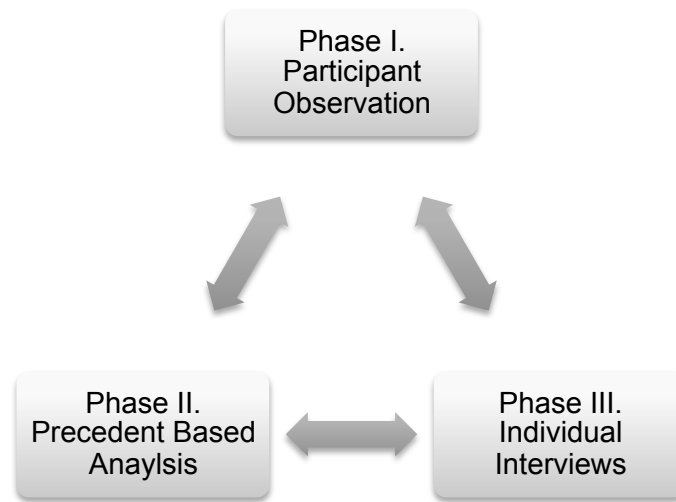 Phase I.
Participant
Observation
Phase II.
Precedent Based
Anaylsis
Phase III.
Individual
Interviews